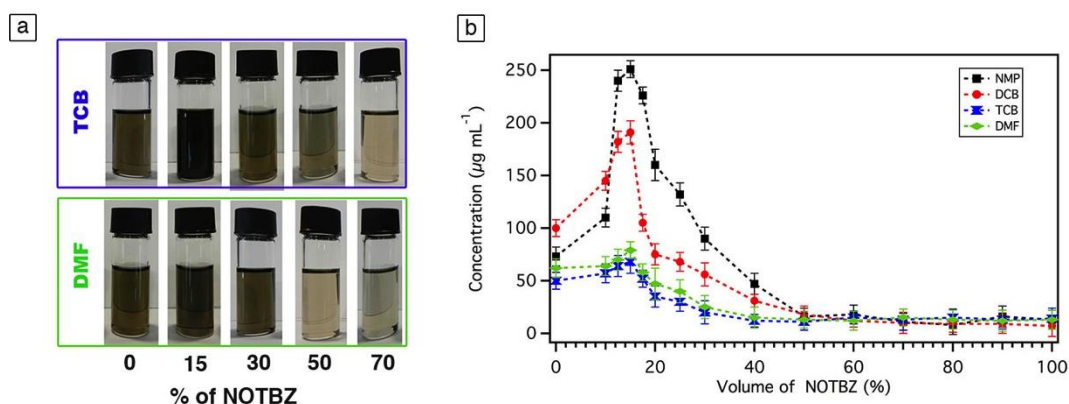 a
TCB
DMF
0 15 30 50 70
% of NOTBZ
b
250
200
150
100
50
0
Concentration (µg mL⁻¹)
NMP
DCB
TCB
DMF
0 20 40 60 80 100
Volume of NOTBZ (%)